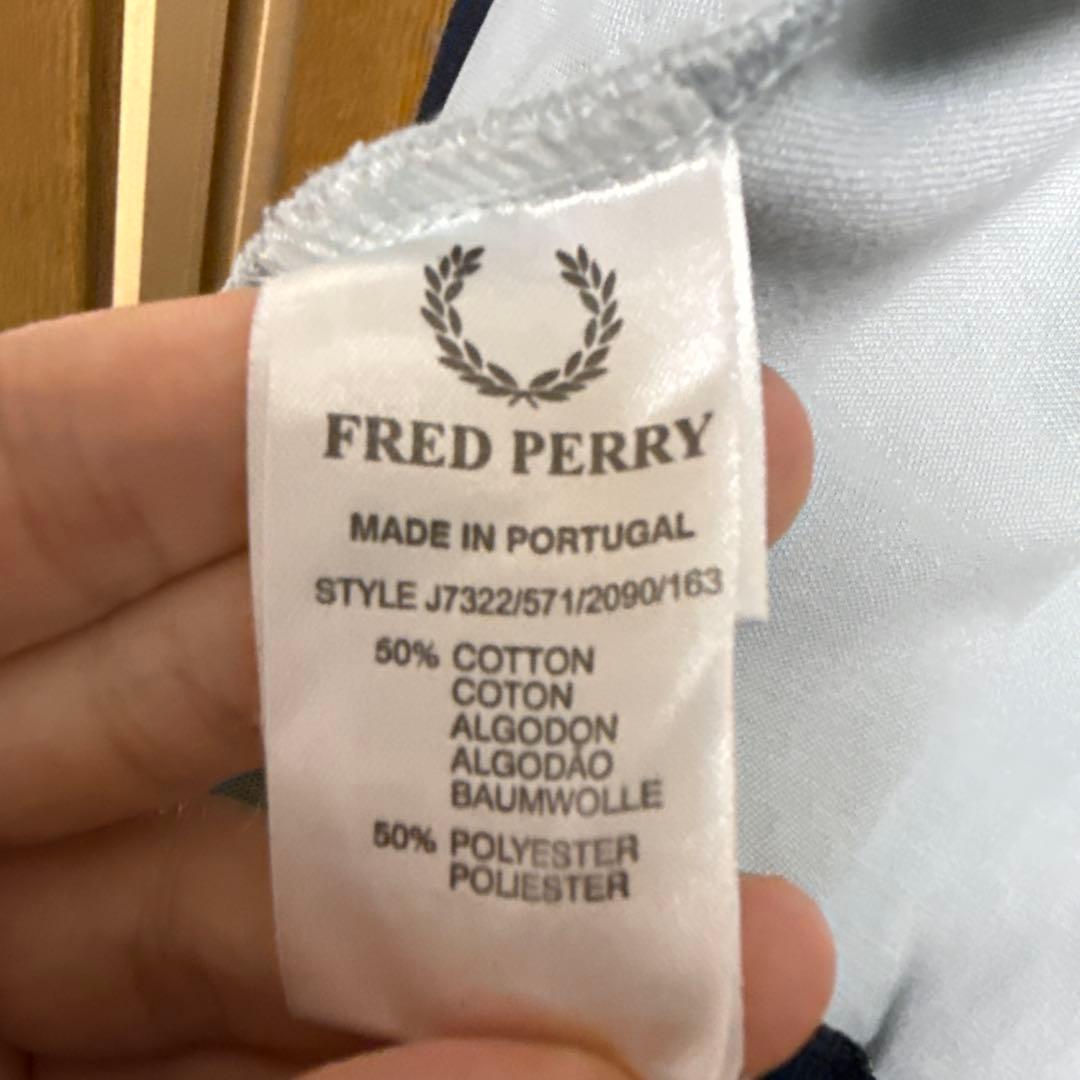 FRED PERRY
MADE IN PORTUGAL
STYLE J7322/571/2090/163
50% COTTON
COTON
ALGODON
ALGODÃO
BAUMWOLLE
50% POLYESTER
POLIESTER